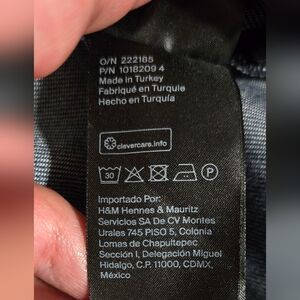 O/N 222185
P/N 1018209 4
Made in Turkey
Fabriqué en Turquie
Hecho en Turquía
clevercare.info
30
P
Importado Por:
H&M Hennes & Mauritz
Servicios SA De CV Montes
Urales 745 PISO 5, Colonia
Lomas de Chapultepec
Sección I, Delegación Miguel
Hidalgo, C.P. 11000, CDMX,
México